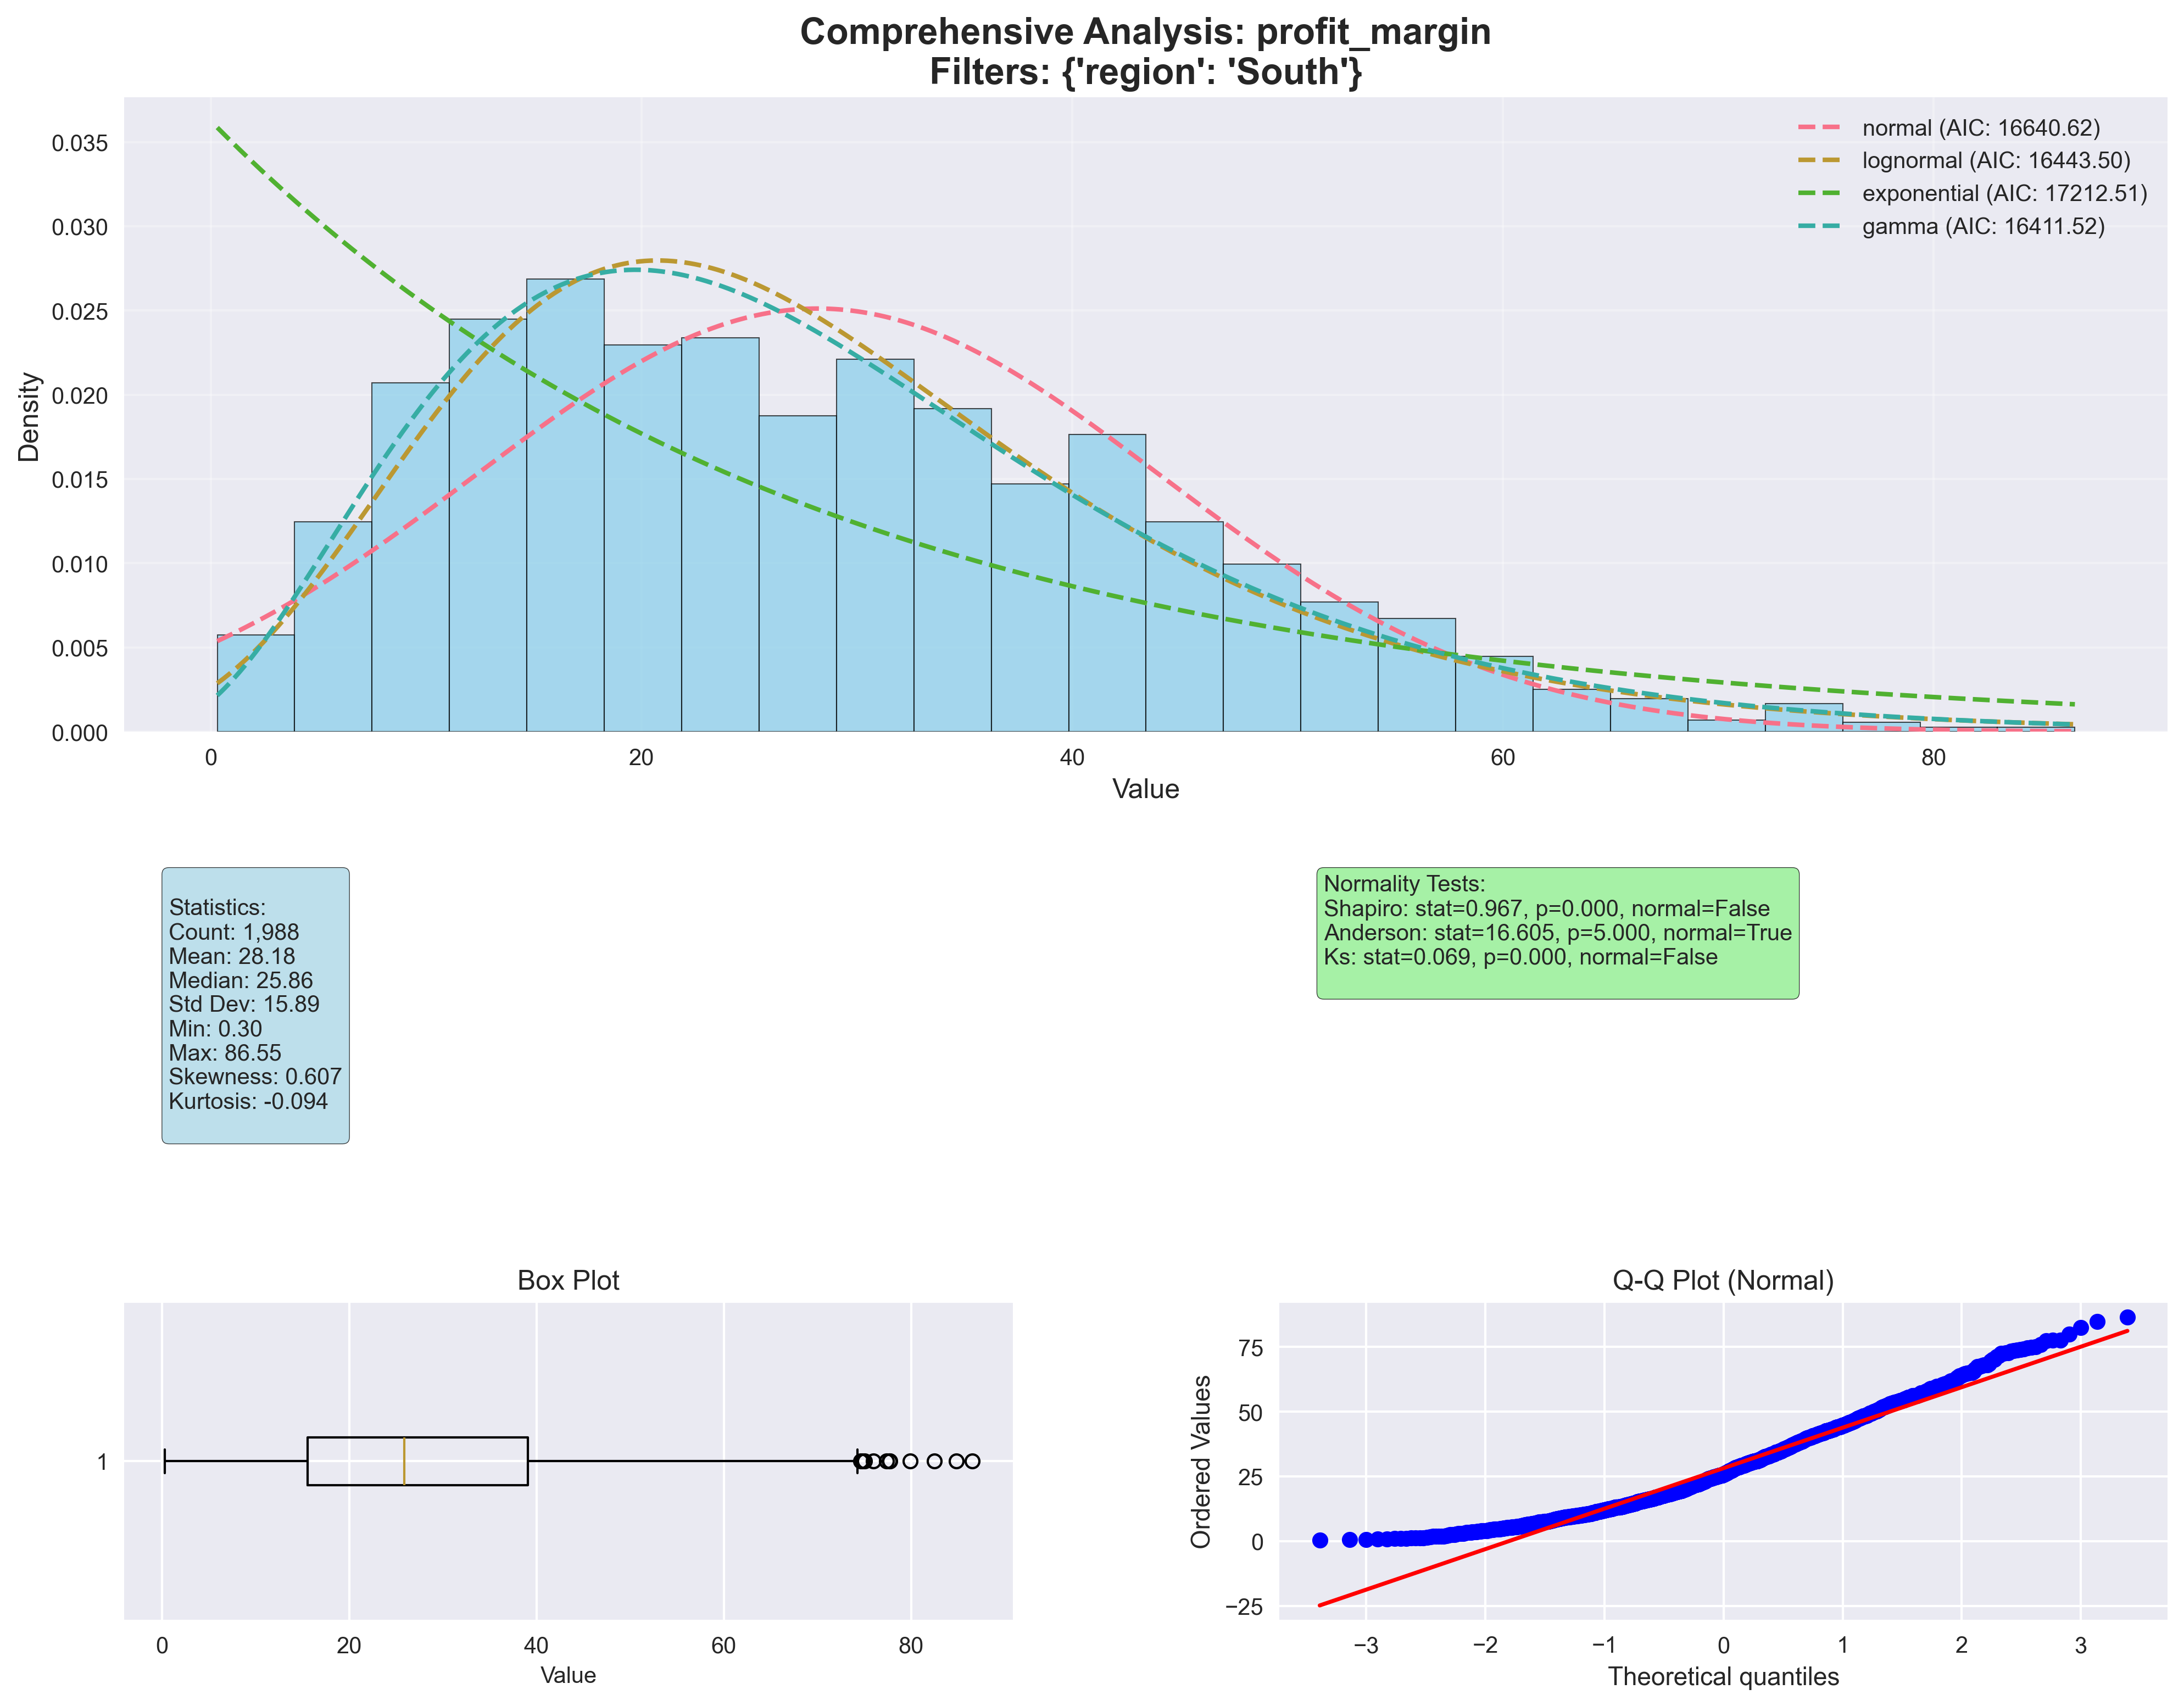 Comprehensive Analysis: profit_margin
Filters: {'region': 'South'}
normal (AIC: 16640.62)
lognormal (AIC: 16443.50)
exponential (AIC: 17212.51)
gamma (AIC: 16411.52)
Density
0.035
0.030
0.025
0.020
0.015
0.010
0.005
0.000
0 20 40 60 80
Value
Statistics:
Count: 1,988
Mean: 28.18
Median: 25.86
Std Dev: 15.89
Min: 0.30
Max: 86.55
Skewness: 0.607
Kurtosis: -0.094
Normality Tests:
Shapiro: stat=0.967, p=0.000, normal=False
Anderson: stat=16.605, p=5.000, normal=True
Ks: stat=0.069, p=0.000, normal=False
Box Plot
1
0 20 40 60 80
Value
Q-Q Plot (Normal)
Ordered Values
75
50
25
0
−25
−3 −2 −1 0 1 2 3
Theoretical quantiles